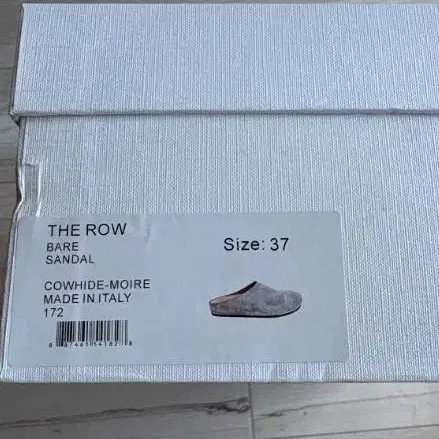 THE ROW
BARE
SANDAL
Size: 37
COWHIDE-MOIRE
MADE IN ITALY
172